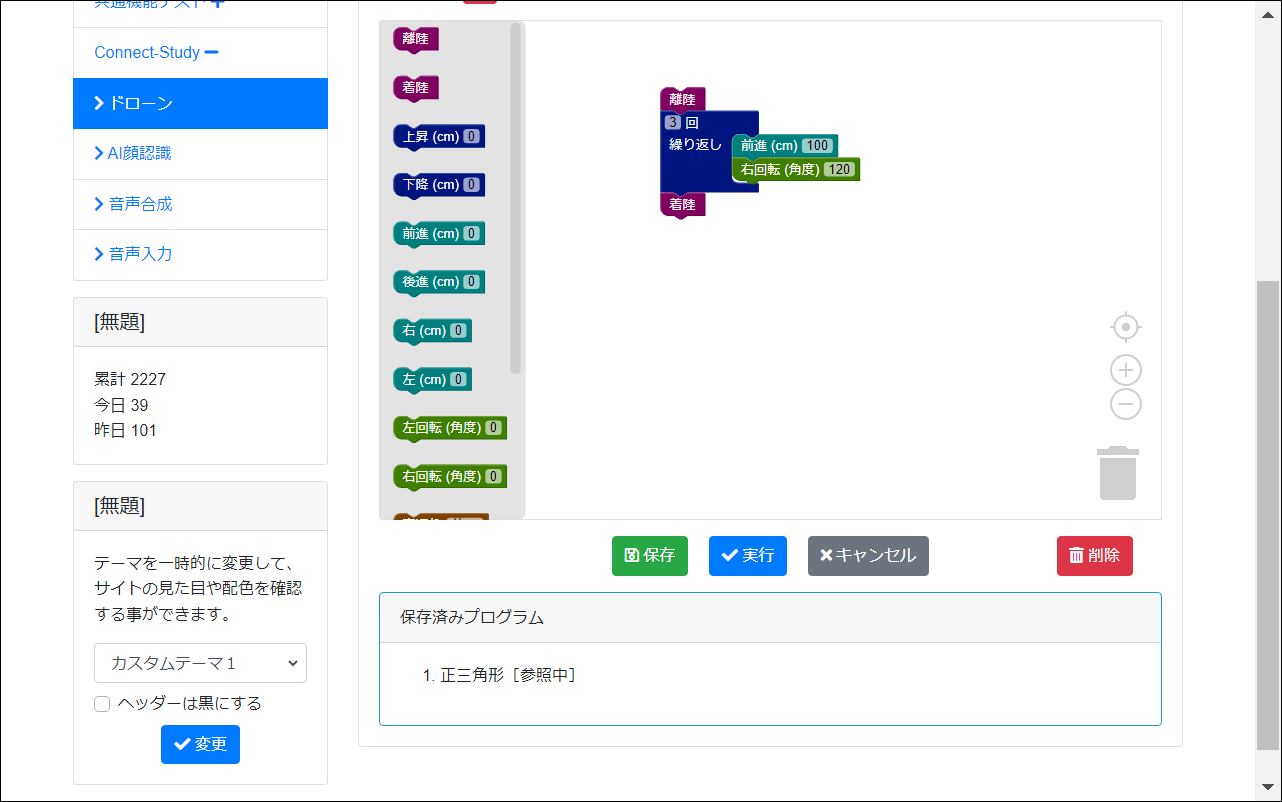 共通機能テスト
Connect-Study
ドローン
AI顔認識
音声合成
音声入力
[無題]
累計 2227
今日 39
昨日 101
[無題]
テーマを一時的に変更して、
サイトの見た目や配色を確認
する事ができます。
カスタムテーマ１
ヘッダーは黒にする
変更
離陸
着陸
上昇 (cm) 0
下降 (cm) 0
前進 (cm) 0
後進 (cm) 0
右 (cm) 0
左 (cm) 0
左回転 (角度) 0
右回転 (角度) 0
離陸
3 回
繰り返し
前進 (cm) 100
右回転 (角度) 120
着陸
保存
実行
キャンセル
削除
保存済みプログラム
1. 正三角形［参照中］